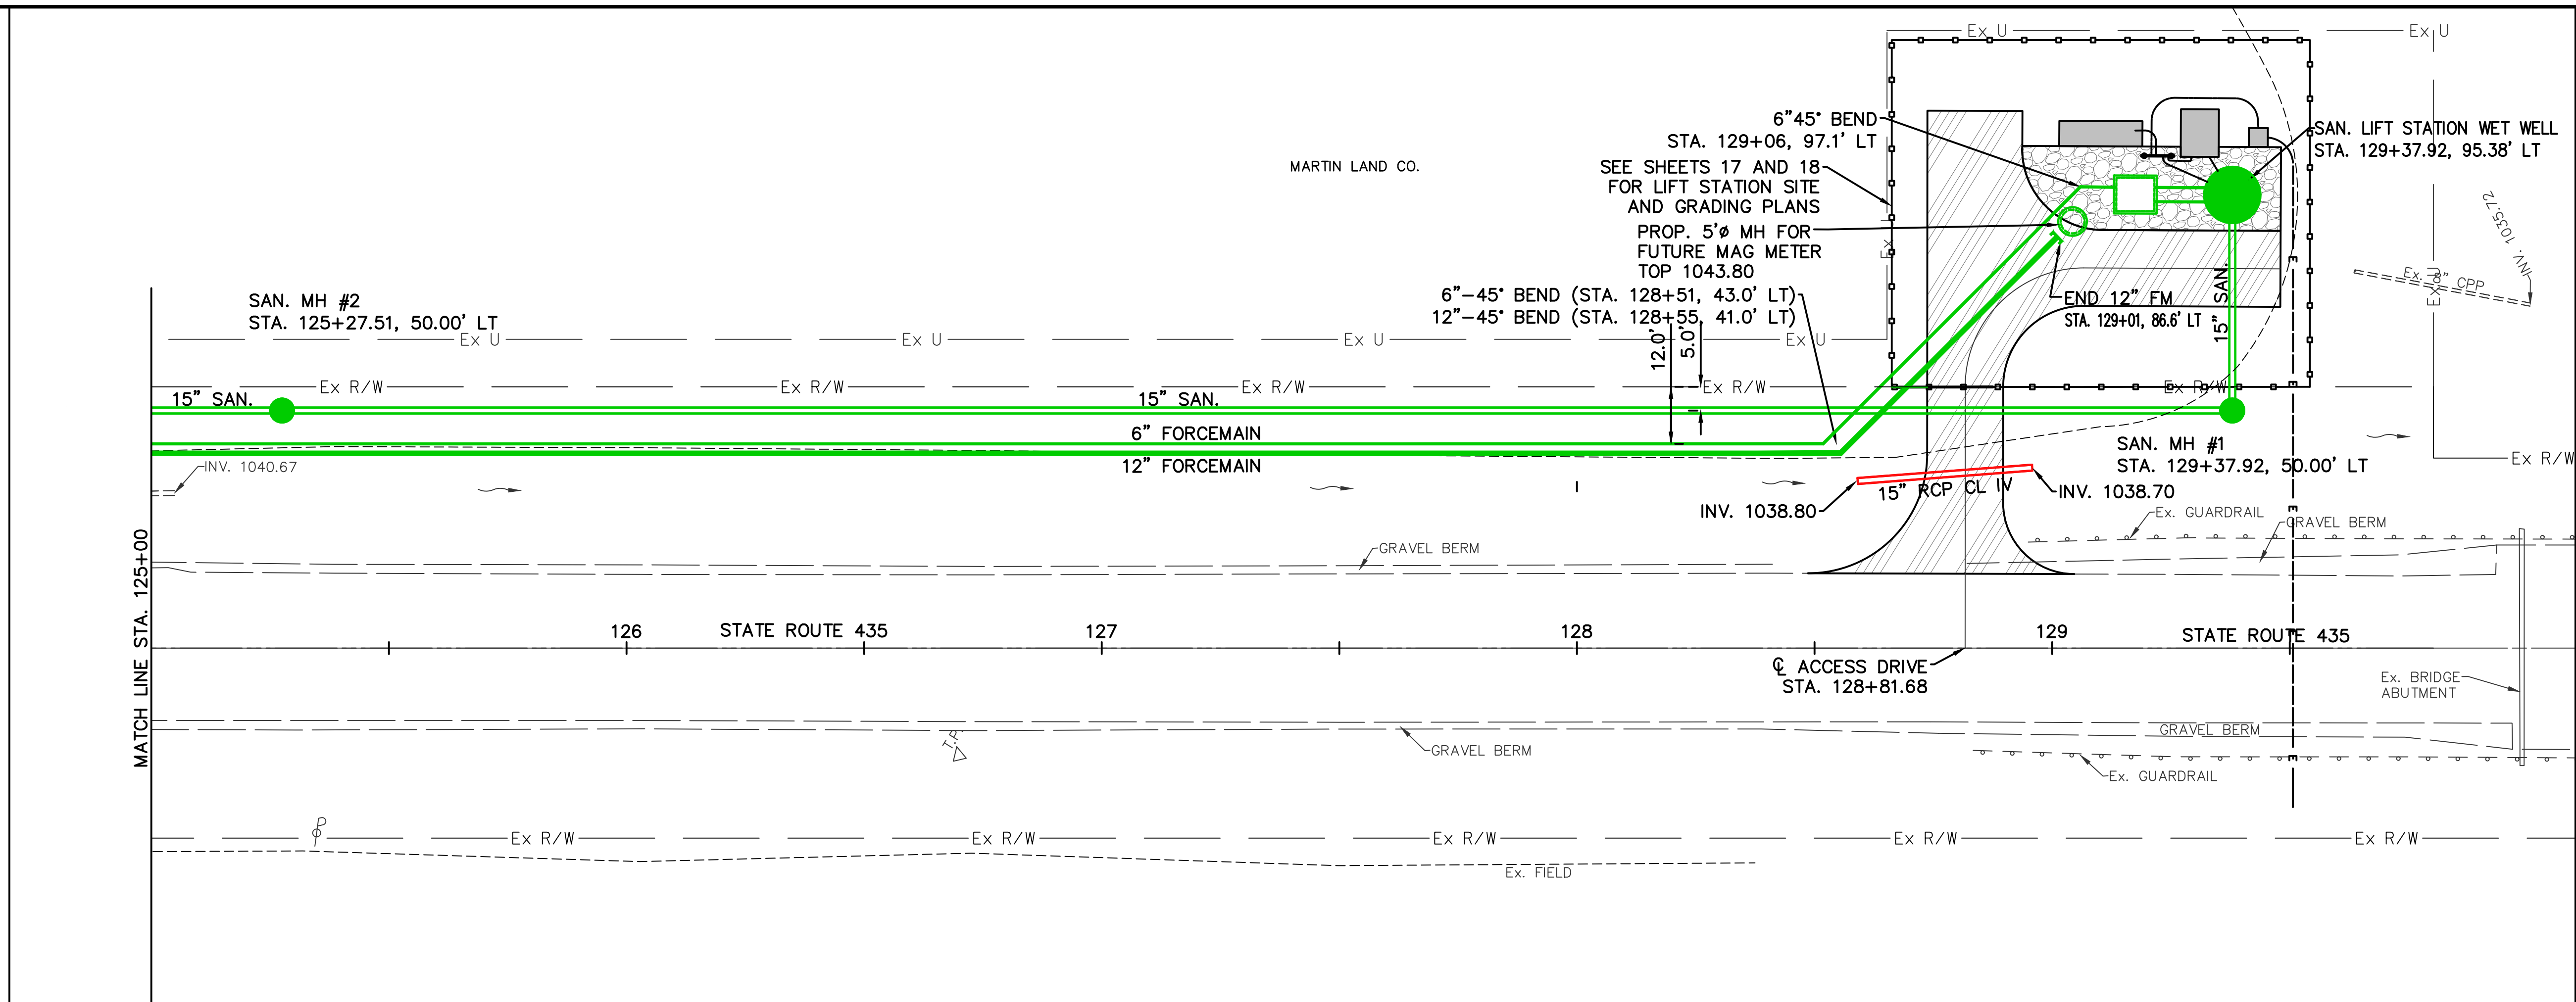 Ex U
Ex U
6"45° BEND
STA. 129+06, 97.1' LT
SAN. LIFT STATION WET WELL
STA. 129+37.92, 95.38' LT
MARTIN LAND CO.
SEE SHEETS 17 AND 18
FOR LIFT STATION SITE
AND GRADING PLANS
PROP. 5'ø MH FOR
FUTURE MAG METER
TOP 1043.80
Ex
INV. 1035.72
Ex. 8" CPP
Ex U
6"-45° BEND (STA. 128+51, 43.0' LT)
12"-45° BEND (STA. 128+55, 41.0' LT)
END 12" FM
STA. 129+01, 86.6' LT
15" SAN.
SAN. MH #2
STA. 125+27.51, 50.00' LT
Ex U
Ex U
Ex U
Ex U
12.0'
5.0'
Ex R/W
Ex R/W
Ex R/W
Ex R/W
Ex R/W
15" SAN.
15" SAN.
6" FORCEMAIN
12" FORCEMAIN
SAN. MH #1
STA. 129+37.92, 50.00' LT
Ex R/W
INV. 1040.67
15" RCP CL IV
INV. 1038.70
INV. 1038.80
Ex. GUARDRAIL
GRAVEL BERM
GRAVEL BERM
MATCH LINE STA. 125+00
126
STATE ROUTE 435
127
128
129
STATE ROUTE 435
℄ ACCESS DRIVE
STA. 128+81.68
Ex. BRIDGE
ABUTMENT
T.P.
GRAVEL BERM
GRAVEL BERM
Ex. GUARDRAIL
Ex R/W
Ex R/W
Ex R/W
Ex R/W
Ex R/W
Ex. FIELD